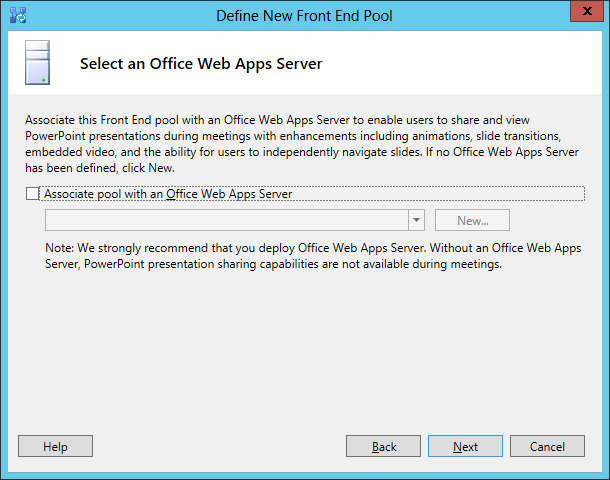 Define New Front End Pool
x
Select an Office Web Apps Server
Associate this Front End pool with an Office Web Apps Server to enable users to share and view
PowerPoint presentations during meetings with enhancements including animations, slide transitions,
embedded video, and the ability for users to independently navigate slides. If no Office Web Apps Server
has been defined, click New.
Associate pool with an Office Web Apps Server
New...
Note: We strongly recommend that you deploy Office Web Apps Server. Without an Office Web Apps
Server, PowerPoint presentation sharing capabilities are not available during meetings.
Help
Back
Next
Cancel